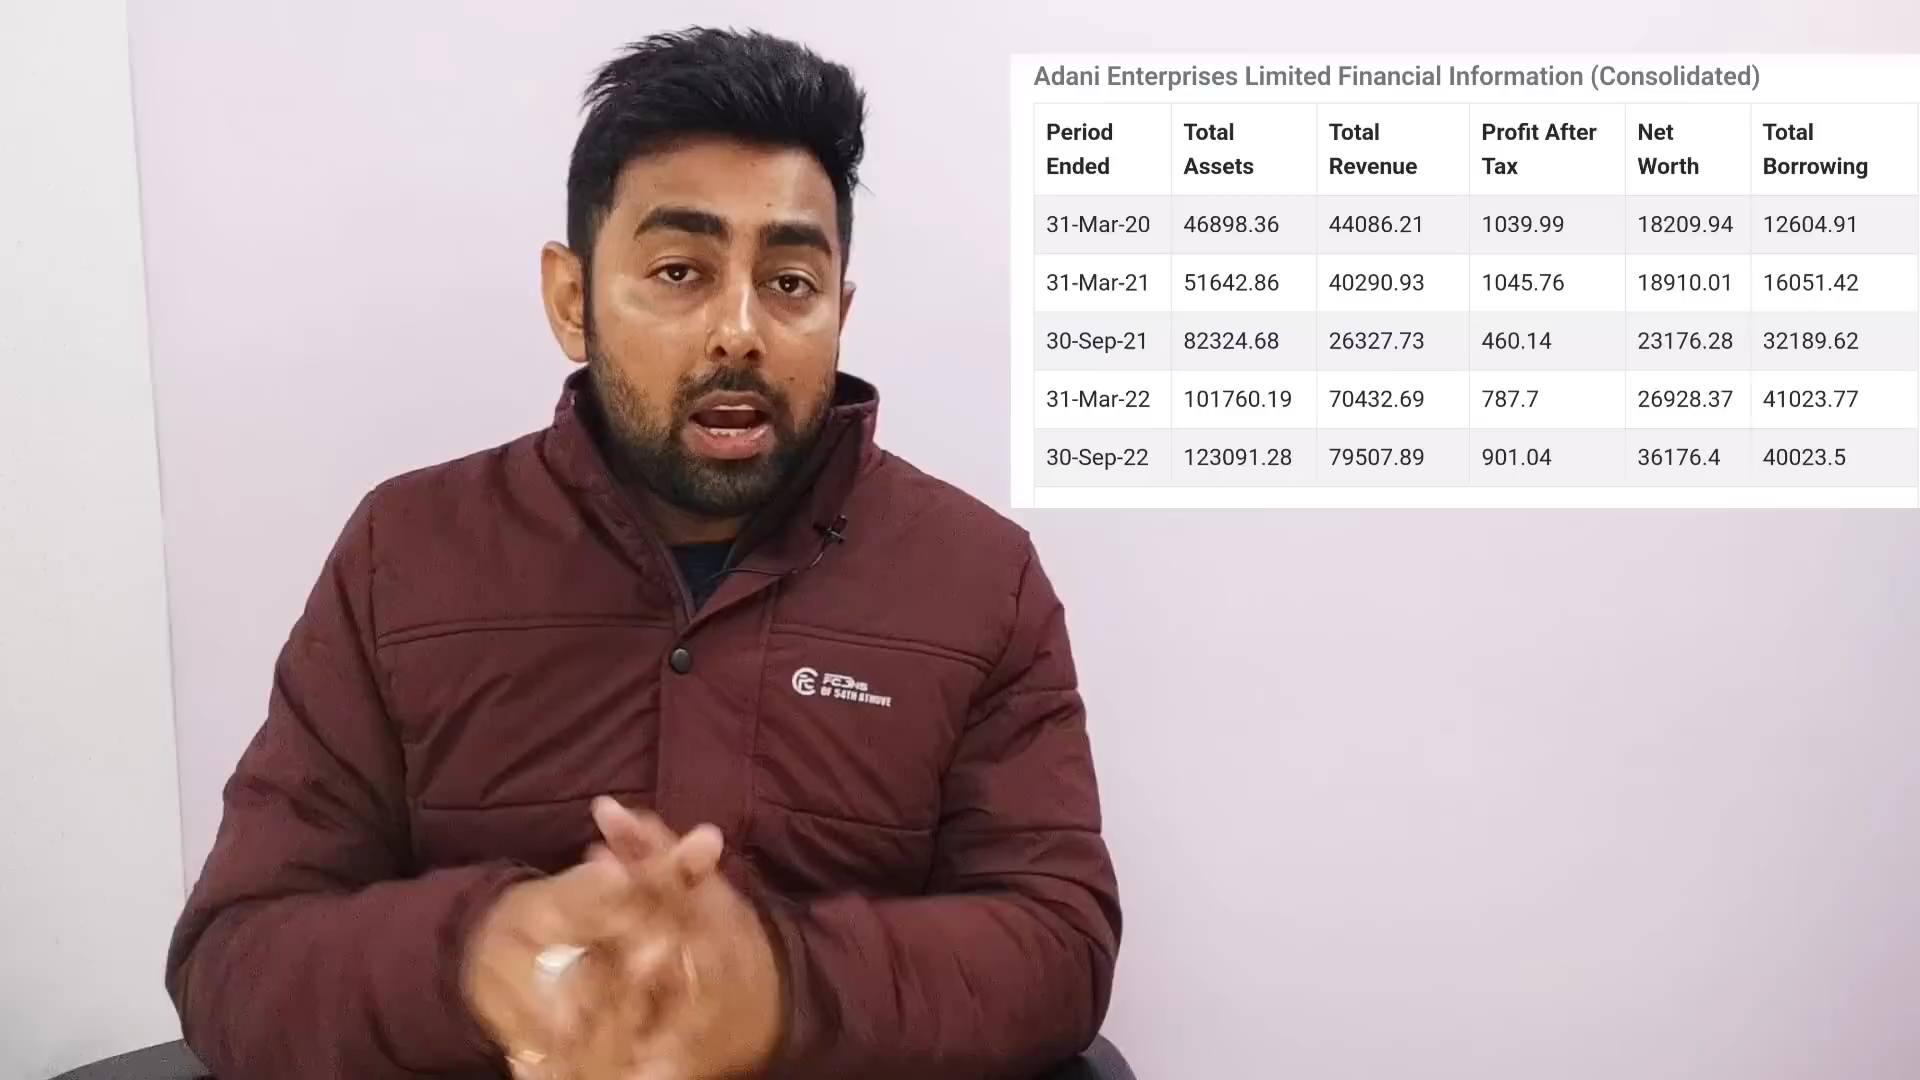 Adani Enterprises Limited Financial Information (Consolidated)
Period Ended Total Assets Total Revenue Profit After Tax Net Worth Total Borrowing
31-Mar-20 46898.36 44086.21 1039.99 18209.94 12604.91
31-Mar-21 51642.86 40290.93 1045.76 18910.01 16051.42
30-Sep-21 82324.68 26327.73 460.14 23176.28 32189.62
31-Mar-22 101760.19 70432.69 787.7 26928.37 41023.77
30-Sep-22 123091.28 79507.89 901.04 36176.4 40023.5
OF 54TH